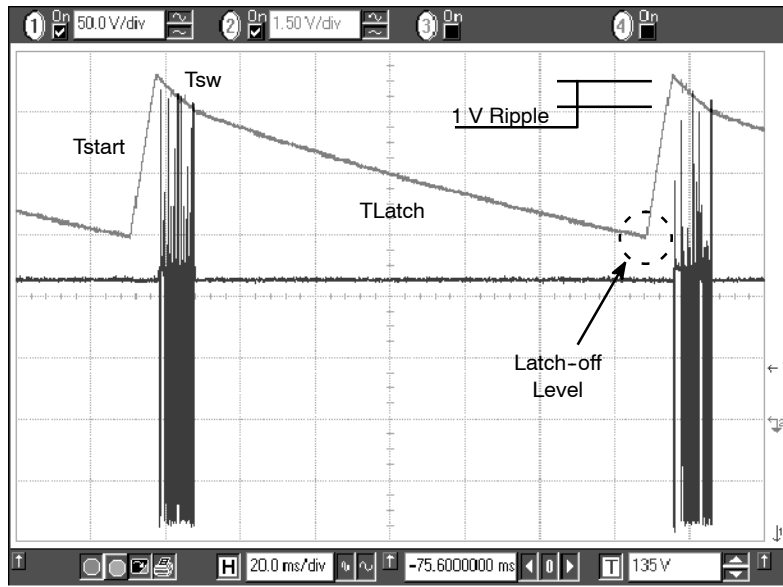 1 On 50.0 V/div 2 On 1.50 V/div 3 On 4 On
Tsw
1 V Ripple
Tstart
TLatch
Latch-off
Level
H 20.0 ms/div -75.6000000 ms 0 T 135 V